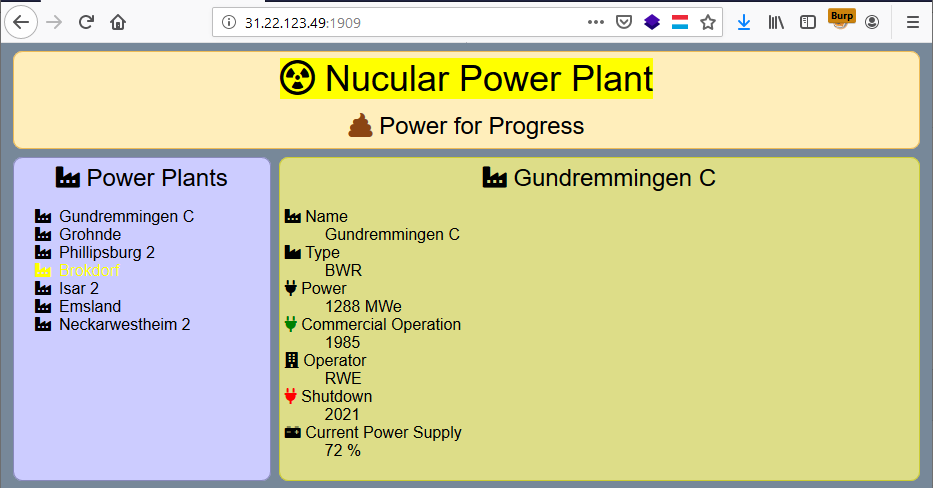 31.22.123.49:1909
Burp
Nucular Power Plant
Power for Progress
Power Plants
Gundremmingen C
Grohnde
Phillipsburg 2
Brokdorf
Isar 2
Emsland
Neckarwestheim 2
Gundremmingen C
Name
Gundremmingen C
Type
BWR
Power
1288 MWe
Commercial Operation
1985
Operator
RWE
Shutdown
2021
Current Power Supply
72 %